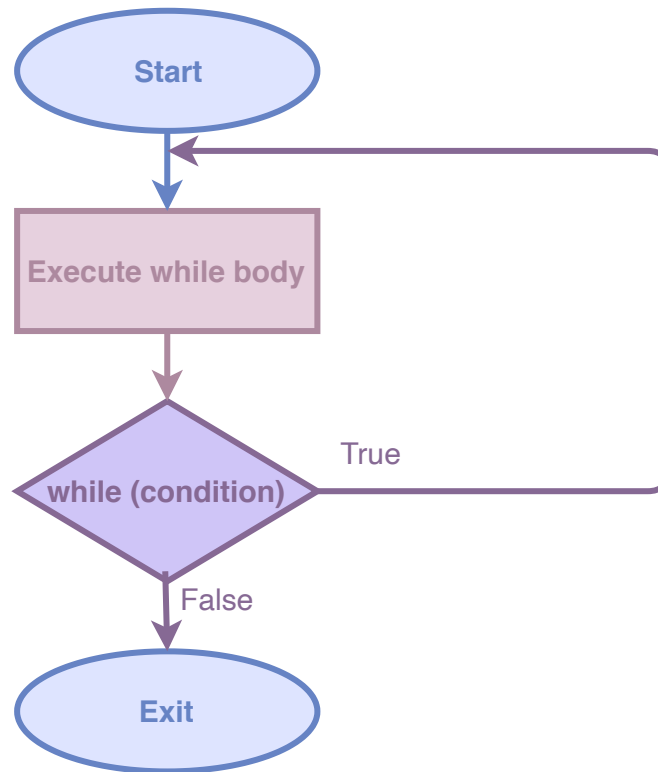 Start
Execute while body
True
while (condition)
False
Exit